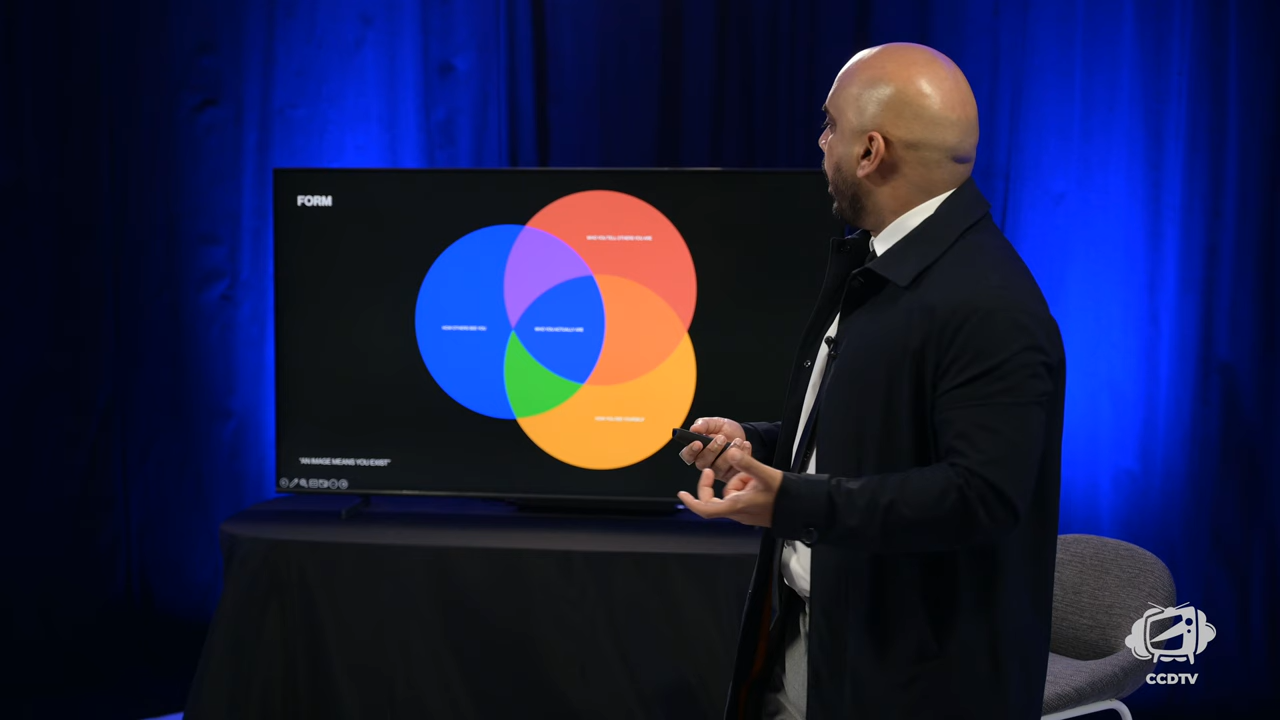 FORM
WHO YOU TELL OTHERS YOU ARE
HOW OTHERS SEE YOU
WHO YOU ACTUALLY ARE
HOW YOU SEE YOURSELF
"AN IMAGE MEANS YOU EXIST"
CCDTV